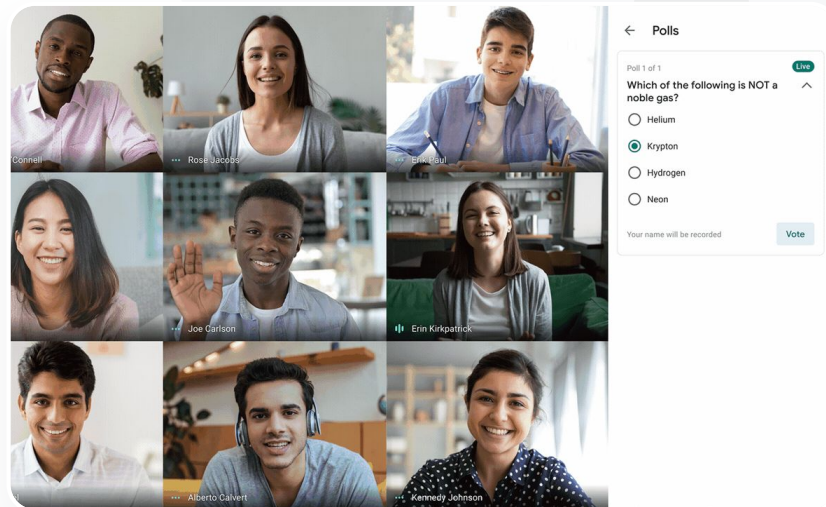 Polls
Poll 1 of 1
Live
Which of the following is NOT a
noble gas?
Helium
Krypton
Hydrogen
Neon
Your name will be recorded
Vote
'Connell
Rose Jacobs
Erik Paul
Joe Carlson
Erin Kirkpatrick
Alberto Calvert
Kennedy Johnson